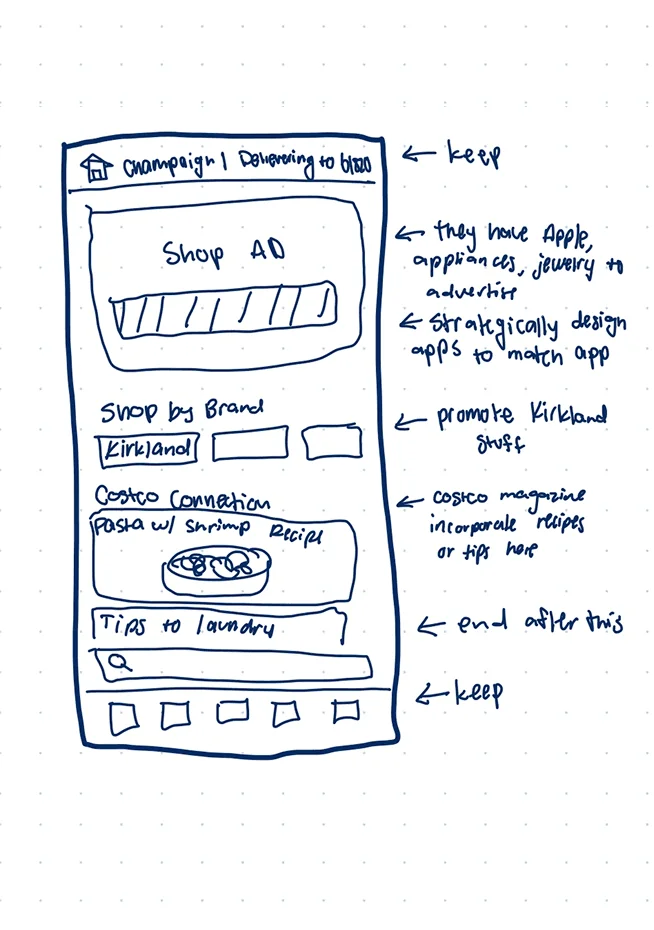 Champaign | Delivering to 61820
← keep
Shop AD
← they have Apple,
appliances, jewelry to
advertise
← strategically design
apps to match app
Shop by Brand
Kirkland
← promote Kirkland
stuff
Costco Connection
Pasta w/ Shrimp Recipe
← costco magazine
incorporate recipes
or tips here
Tips to laundry
← end after this
← keep